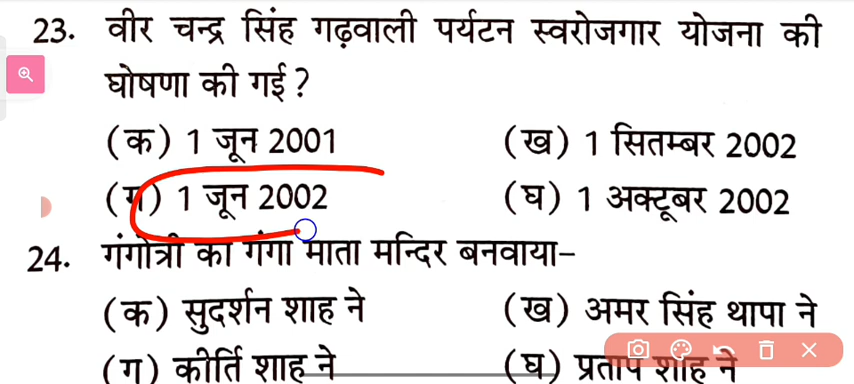 23. वीर चन्द्र सिंह गढ़वाली पर्यटन स्वरोजगार योजना की
घोषणा की गई ?
(क) 1 जून 2001 (ख) 1 सितम्बर 2002
(ग) 1 जून 2002 (घ) 1 अक्टूबर 2002
24. गंगोत्री का गंगा माता मन्दिर बनवाया–
(क) सुदर्शन शाह ने (ख) अमर सिंह थापा ने
(ग) कीर्ति शाह ने (घ) प्रताप शाह ने